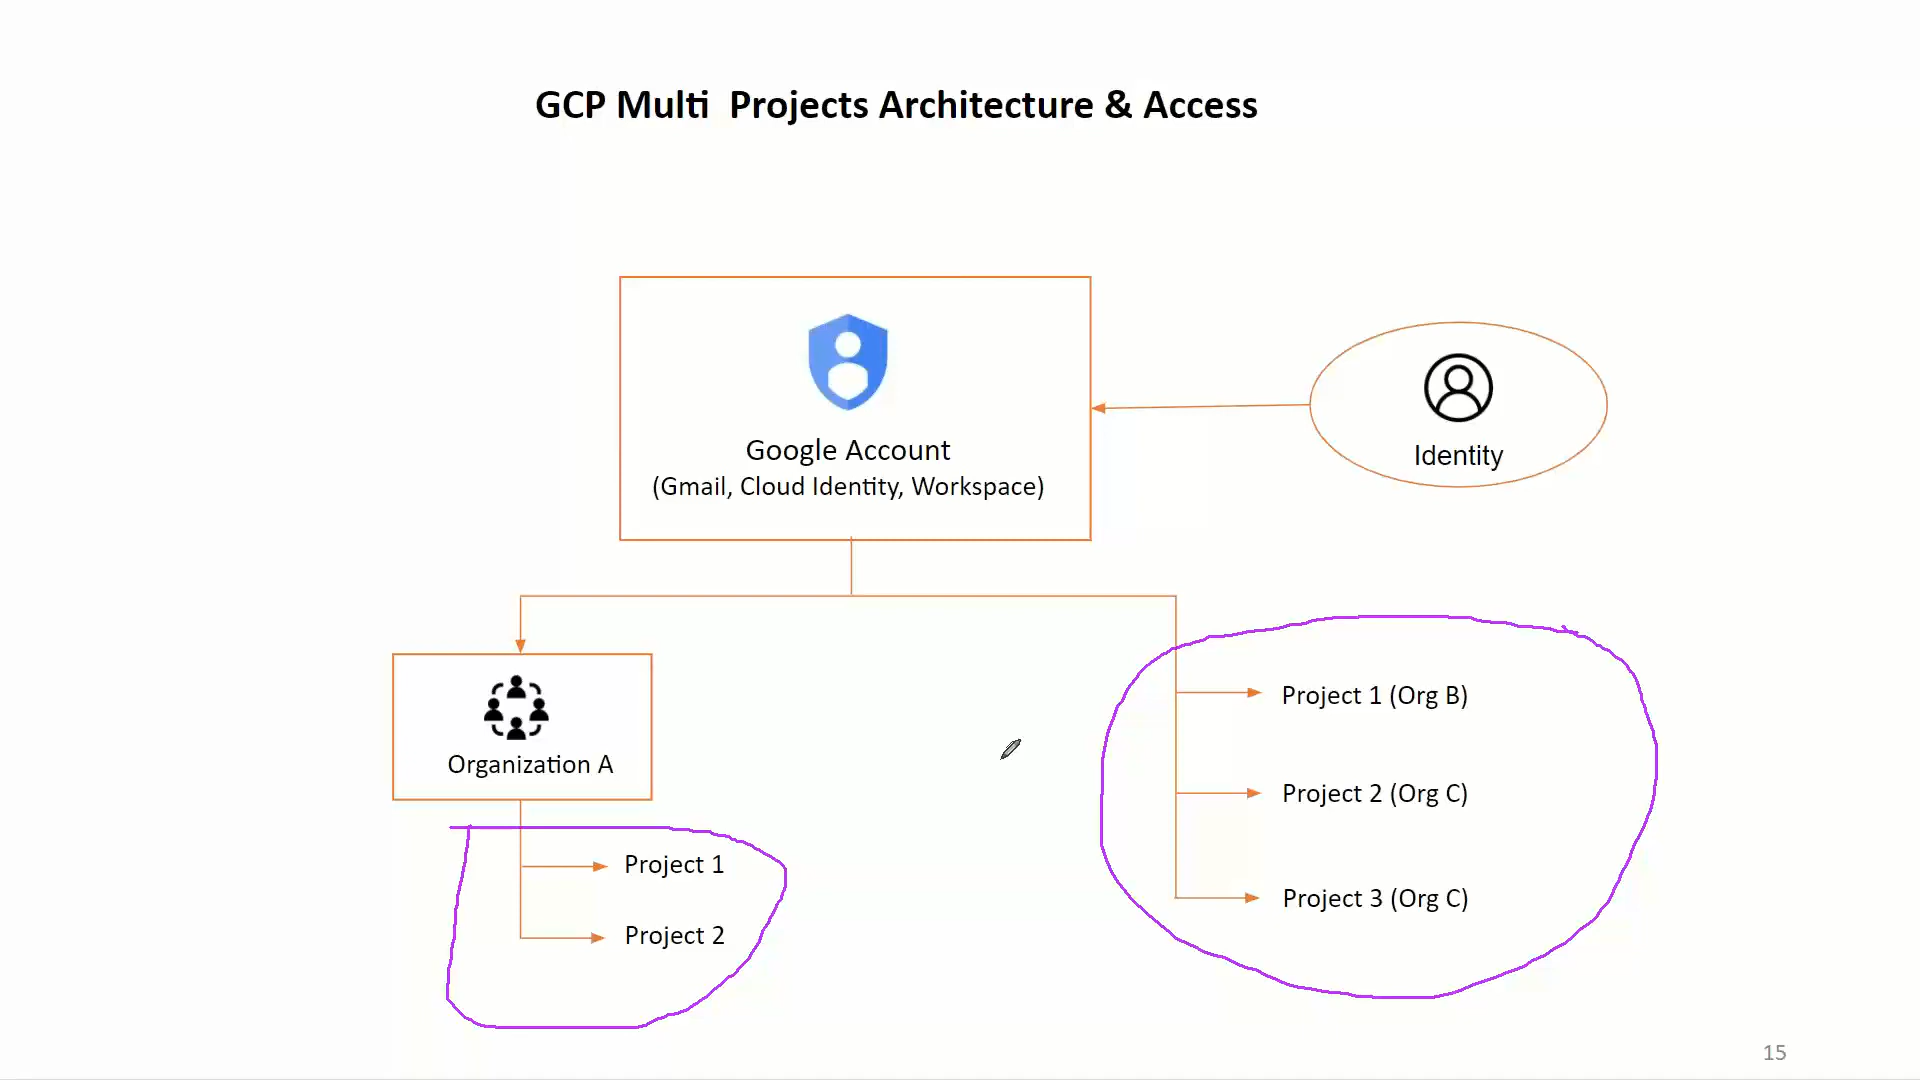 GCP Multi Projects Architecture & Access
Google Account
(Gmail, Cloud Identity, Workspace)
Identity
Organization A
Project 1
Project 2
Project 1 (Org B)
Project 2 (Org C)
Project 3 (Org C)
15